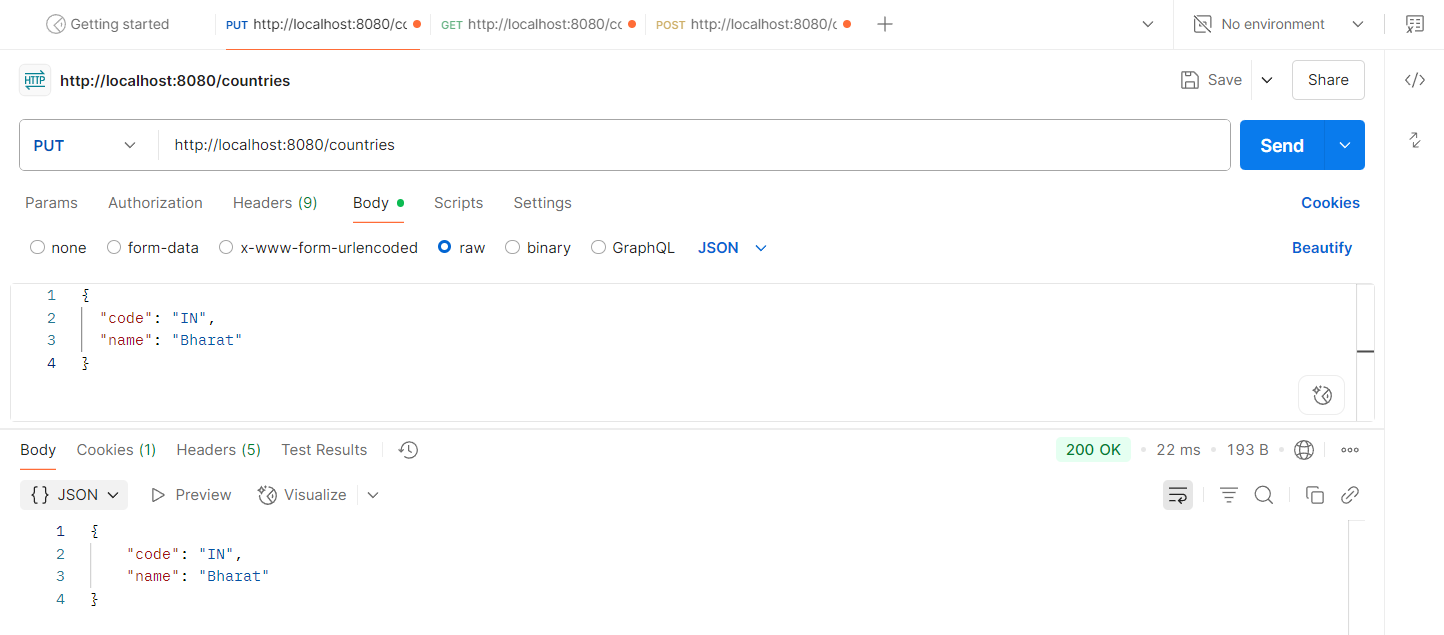 Getting started PUT http://localhost:8080/cc GET http://localhost:8080/cc POST http://localhost:8080/c No environment
HTTP http://localhost:8080/countries Save Share
PUT http://localhost:8080/countries Send
Params Authorization Headers (9) Body Scripts Settings Cookies
none form-data x-www-form-urlencoded raw binary GraphQL JSON Beautify
1 {
2 "code": "IN",
3 "name": "Bharat"
4 }
Body Cookies (1) Headers (5) Test Results 200 OK 22 ms 193 B
{} JSON Preview Visualize
1 {
2 "code": "IN",
3 "name": "Bharat"
4 }